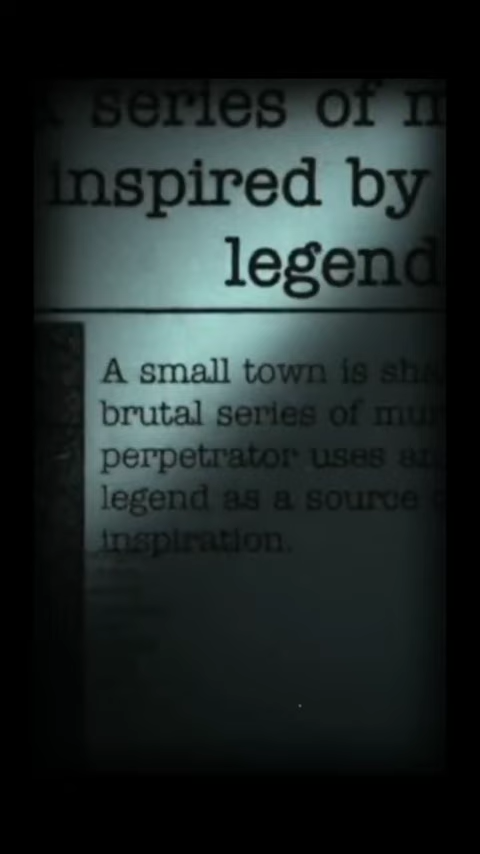 series of
inspired by
legend
A small town is
brutal series of
perpetrator uses
legend as a source
inspiration.